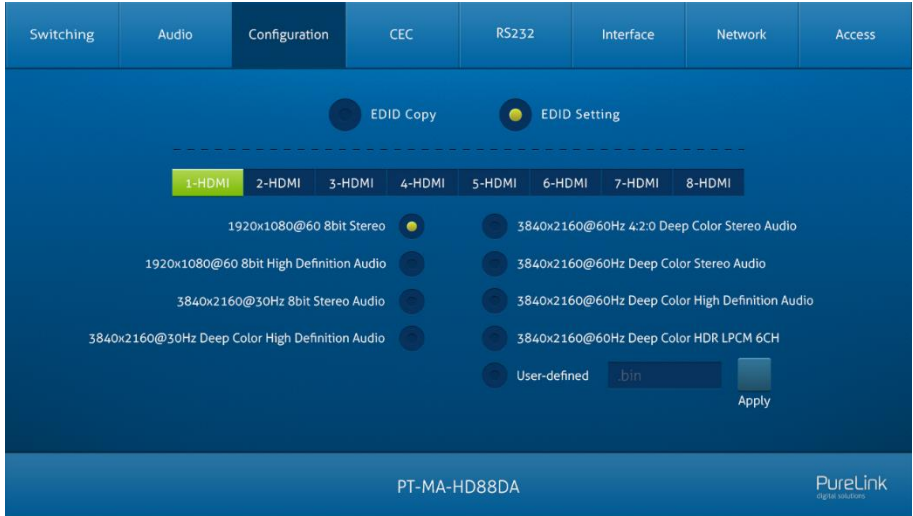 Switching Audio Configuration CEC RS232 Interface Network Access
EDID Copy EDID Setting
1-HDMI 2-HDMI 3-HDMI 4-HDMI 5-HDMI 6-HDMI 7-HDMI 8-HDMI
1920x1080@60 8bit Stereo 3840x2160@60Hz 4:2:0 Deep Color Stereo Audio
1920x1080@60 8bit High Definition Audio 3840x2160@60Hz Deep Color Stereo Audio
3840x2160@30Hz 8bit Stereo Audio 3840x2160@60Hz Deep Color High Definition Audio
3840x2160@30Hz Deep Color High Definition Audio 3840x2160@60Hz Deep Color HDR LPCM 6CH
User-defined .bin
Apply
PT-MA-HD88DA PureLink
digital solutions